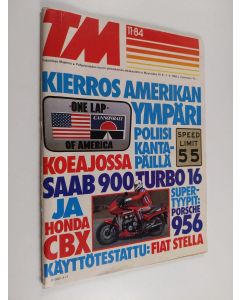 TM
11·84
KIERROS AMERIKAN
YMPÄRI
ONE LAP
CANNONBALL
OF AMERICA
POLIISI
KANTA-
PÄILLÄ
SPEED
LIMIT
55
KOEAJOSSA
SAAB 900 TURBO 16
JA
HONDA
CBX
SUPER-
TYYPIT:
PORSCHE
956
KÄYTTÖTESTATTU: FIAT STELLA